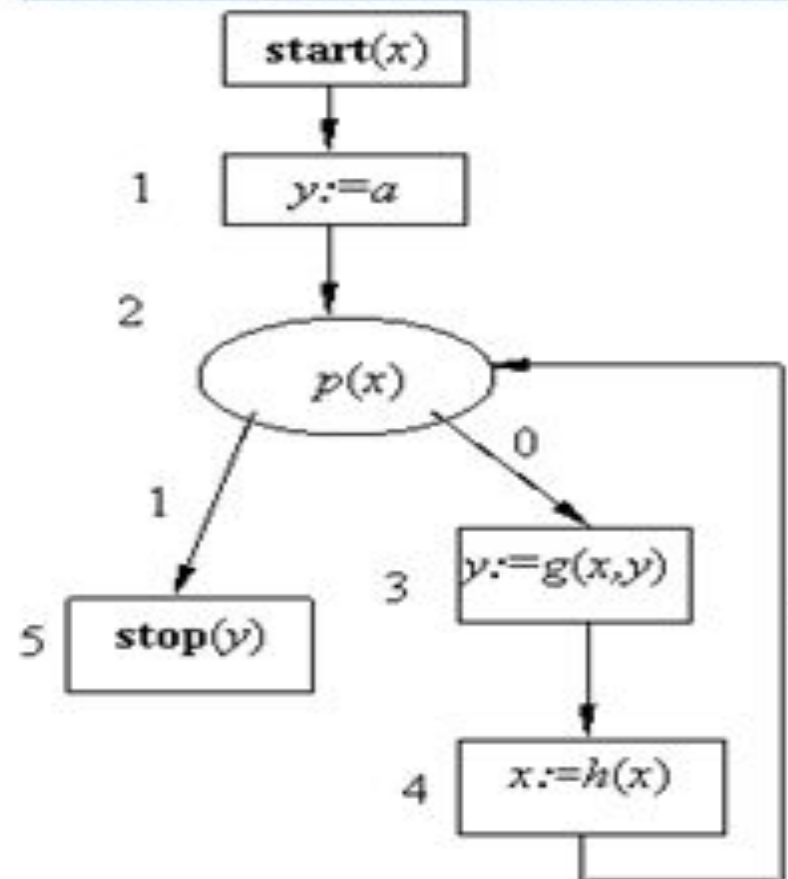 start(x)
1
y:=a
2
p(x)
0
1
3
y:=g(x,y)
5
stop(y)
4
x:=h(x)